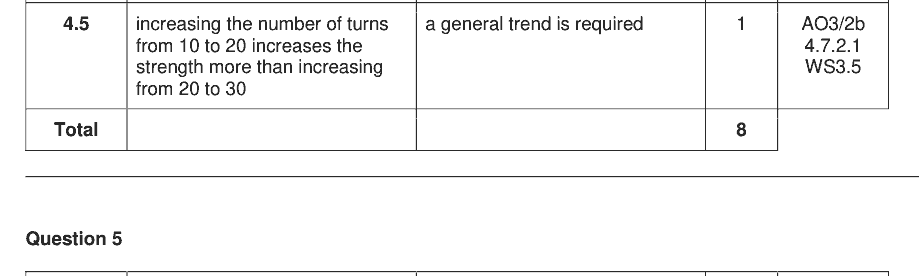 4.5 increasing the number of turns a general trend is required 1 AO3/2b
from 10 to 20 increases the 4.7.2.1
strength more than increasing WS3.5
from 20 to 30
Total 8
Question 5